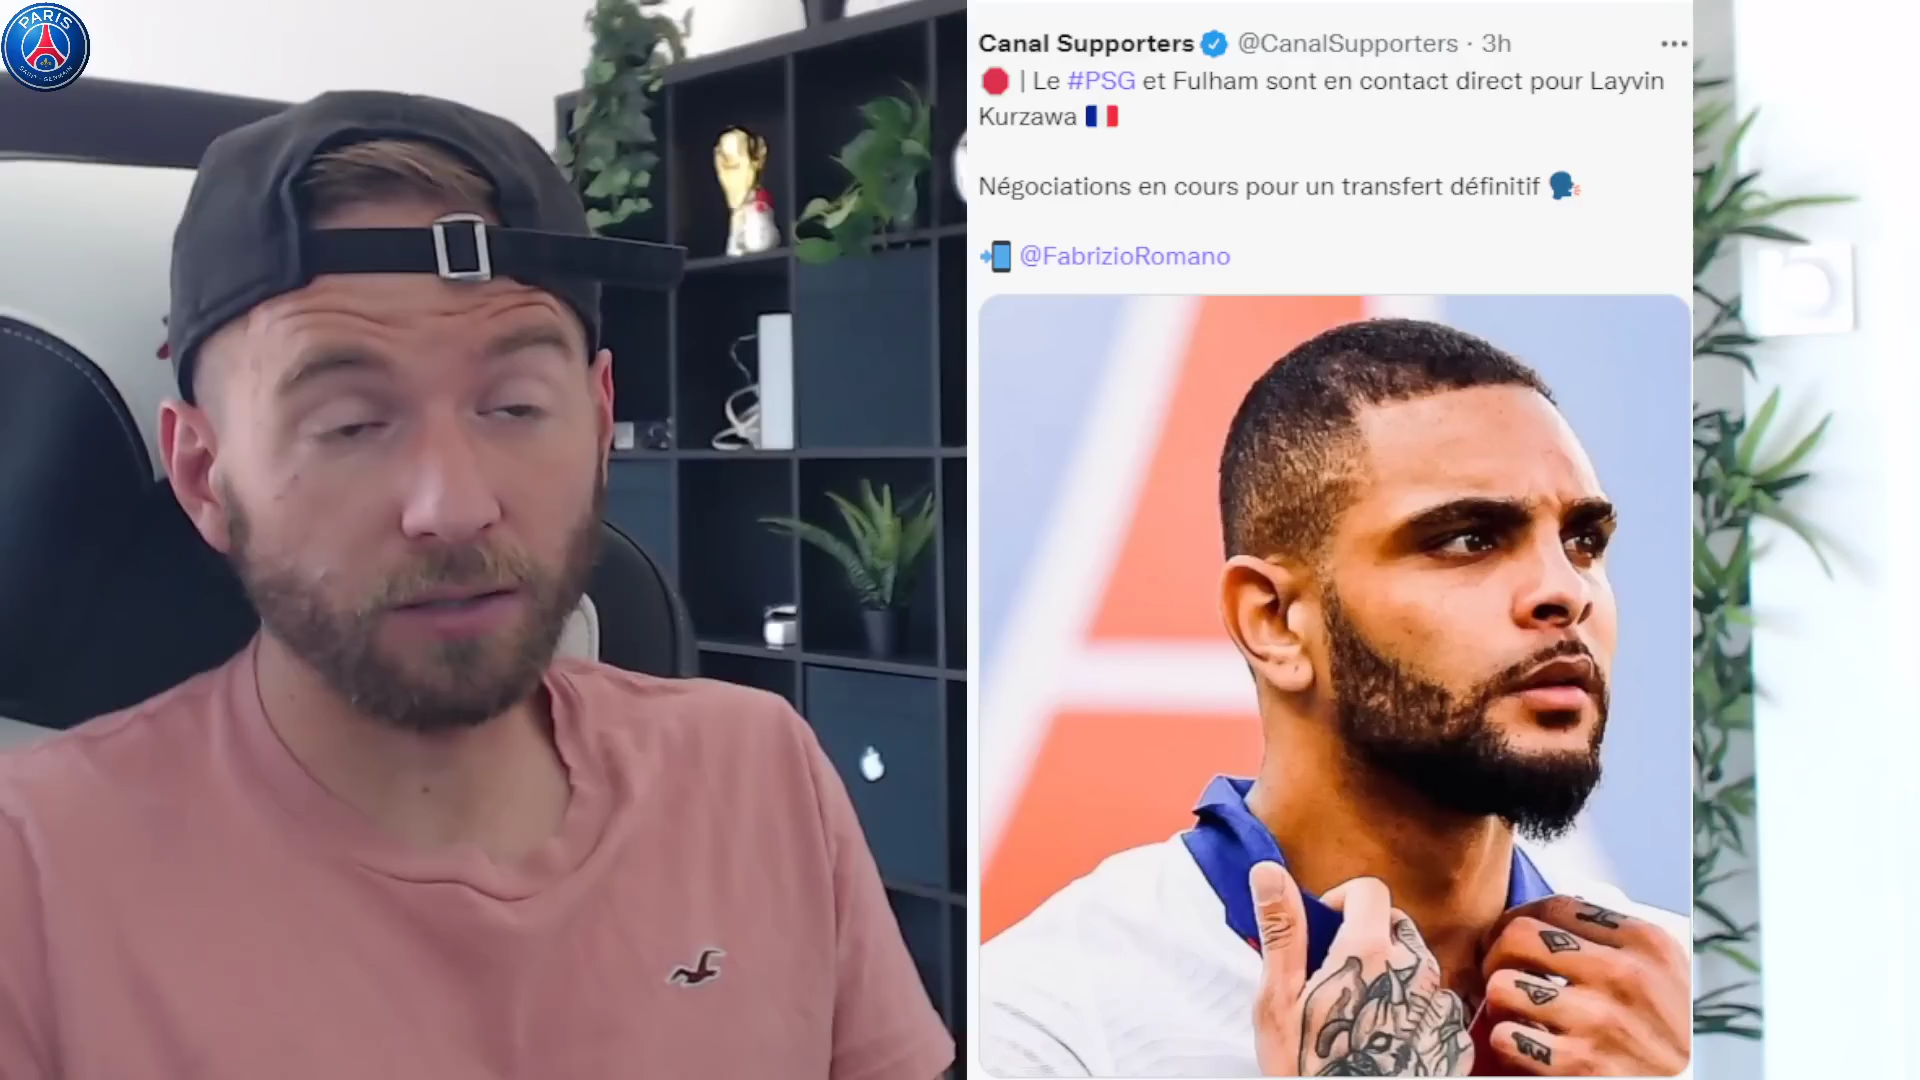 PARIS
SAINT-GERMAIN
Canal Supporters @CanalSupporters · 3h
🛑 | Le #PSG et Fulham sont en contact direct pour Layvin
Kurzawa 🇫🇷
Négociations en cours pour un transfert définitif 🗣️
📲 @FabrizioRomano